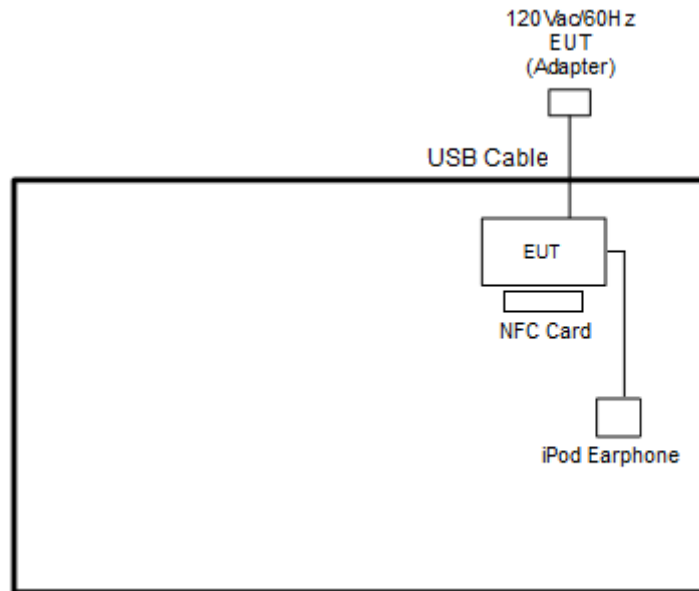 120Vac/60Hz
EUT
(Adapter)
USB Cable
EUT
NFC Card
iPod Earphone